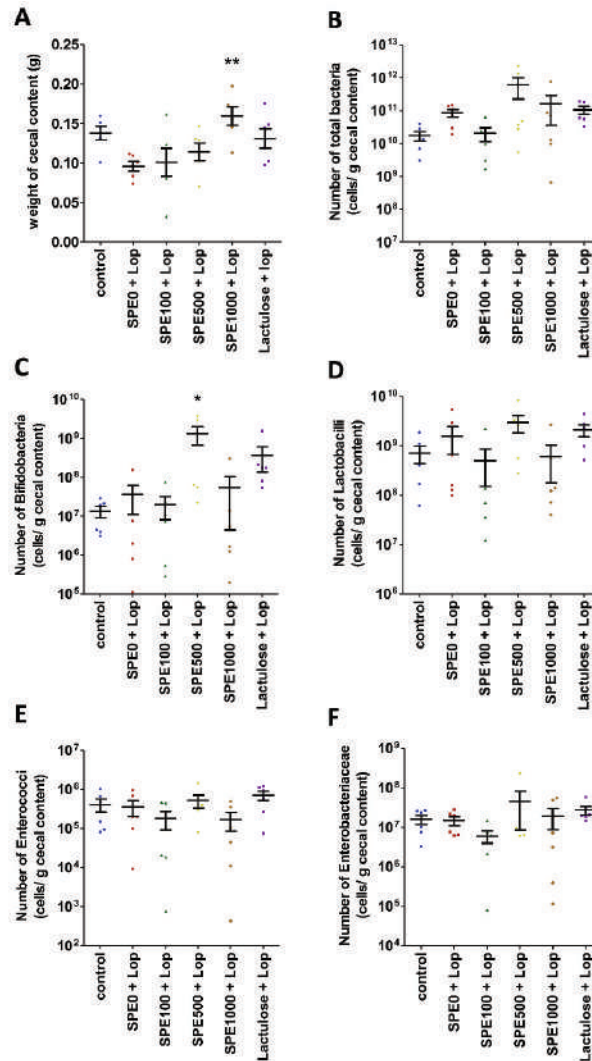 A
weight of cecal content (g)
**
0.25
0.20
0.15
0.10
0.05
0.00
control
SPE0 + Lop
SPE100 + Lop
SPE500 + Lop
SPE1000 + Lop
Lactulose + lop
B
Number of total bacteria
(cells/ g cecal content)
10¹³
10¹²
10¹¹
10¹⁰
10⁹
10⁸
10⁷
control
SPE0 + Lop
SPE100 + Lop
SPE500 + Lop
SPE1000 + Lop
Lactulose + Lop
C
Number of Bifidobacteria
(cells/ g cecal content)
*
10¹⁰
10⁹
10⁸
10⁷
10⁶
10⁵
control
SPE0 + Lop
SPE100 + Lop
SPE500 + Lop
SPE1000 + Lop
Lactulose + Lop
D
Number of Lactobacilli
(cells/ g cecal content)
10¹⁰
10⁹
10⁸
10⁷
10⁶
control
SPE0 + Lop
SPE100 + Lop
SPE500 + Lop
SPE1000 + Lop
Lactulose + Lop
E
Number of Enterococci
(cells/ g cecal content)
10⁷
10⁶
10⁵
10⁴
10³
10²
control
SPE0 + Lop
SPE100 + Lop
SPE500 + Lop
SPE1000 + Lop
Lactulose + Lop
F
Number of Enterobacteriaceae
(cells/ g cecal content)
10⁹
10⁸
10⁷
10⁶
10⁵
10⁴
control
SPE0 + Lop
SPE100 + Lop
SPE500 + Lop
SPE1000 + Lop
Lactulose + Lop